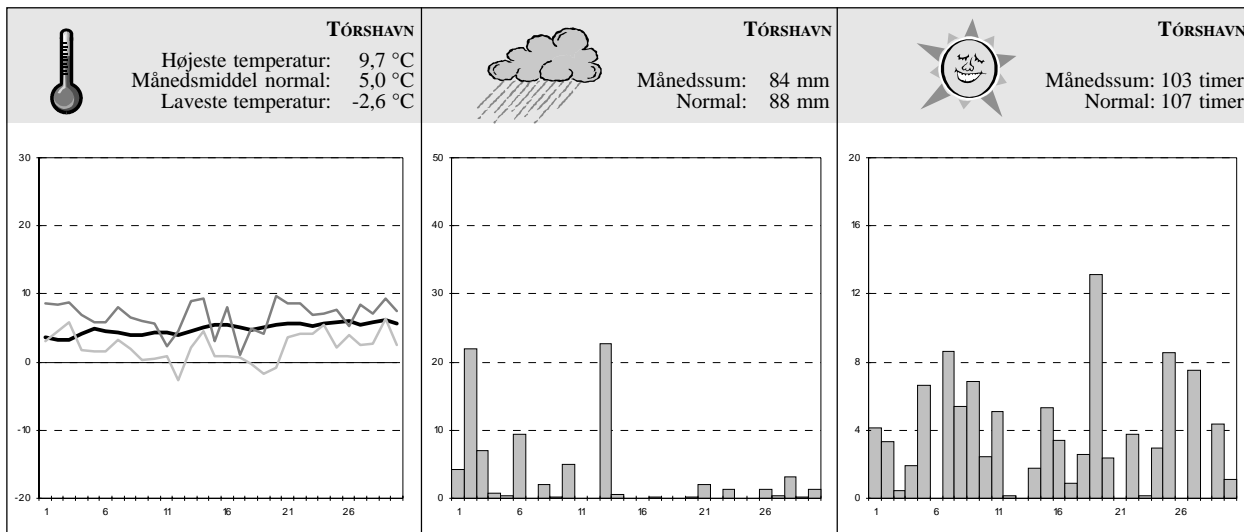 TÓRSHAVN
Højeste temperatur: 9,7 °C
Månedsmiddel normal: 5,0 °C
Laveste temperatur: -2,6 °C
30
20
10
0
-10
-20
1 6 11 16 21 26
TÓRSHAVN
Månedssum: 84 mm
Normal: 88 mm
50
40
30
20
10
0
1 6 11 16 21 26
TÓRSHAVN
Månedssum: 103 timer
Normal: 107 timer
20
16
12
8
4
0
1 6 11 16 21 26